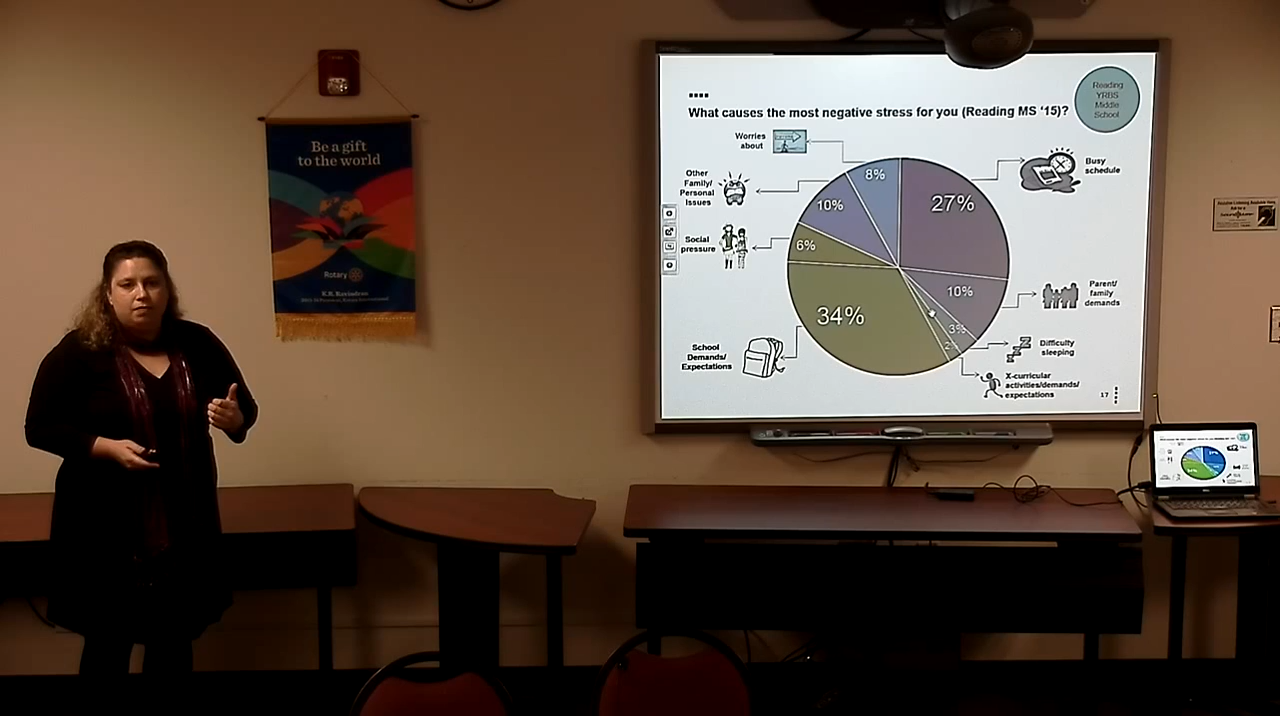 Be a gift
to the world
Rotary
K.R. Ravindran
What causes the most negative stress for you (Reading MS '15)?
Reading
YRBS
Middle
School
Worries
about
Other
Family/
Personal
Issues
Social
pressure
School
Demands/
Expectations
Busy
schedule
Parent/
family
demands
Difficulty
sleeping
X-curricular
activities/demands/
expectations
8%
27%
10%
6%
10%
34%
3%
2%
17